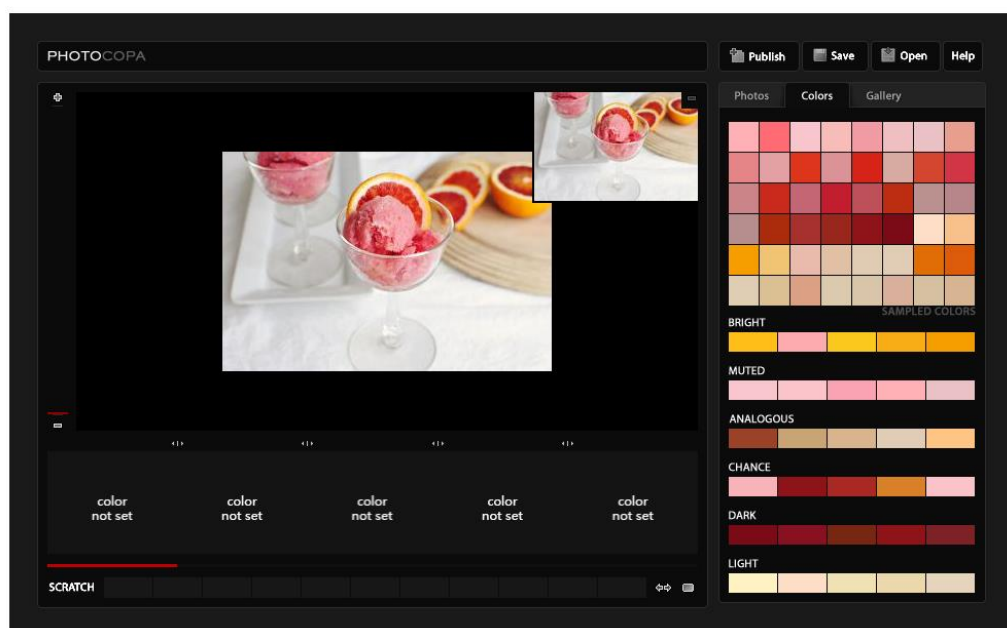 PHOTOCOPA
Publish
Save
Open
Help
Photos
Colors
Gallery
SAMPLED COLORS
BRIGHT
MUTED
ANALOGOUS
CHANCE
DARK
LIGHT
color
not set
color
not set
color
not set
color
not set
color
not set
SCRATCH